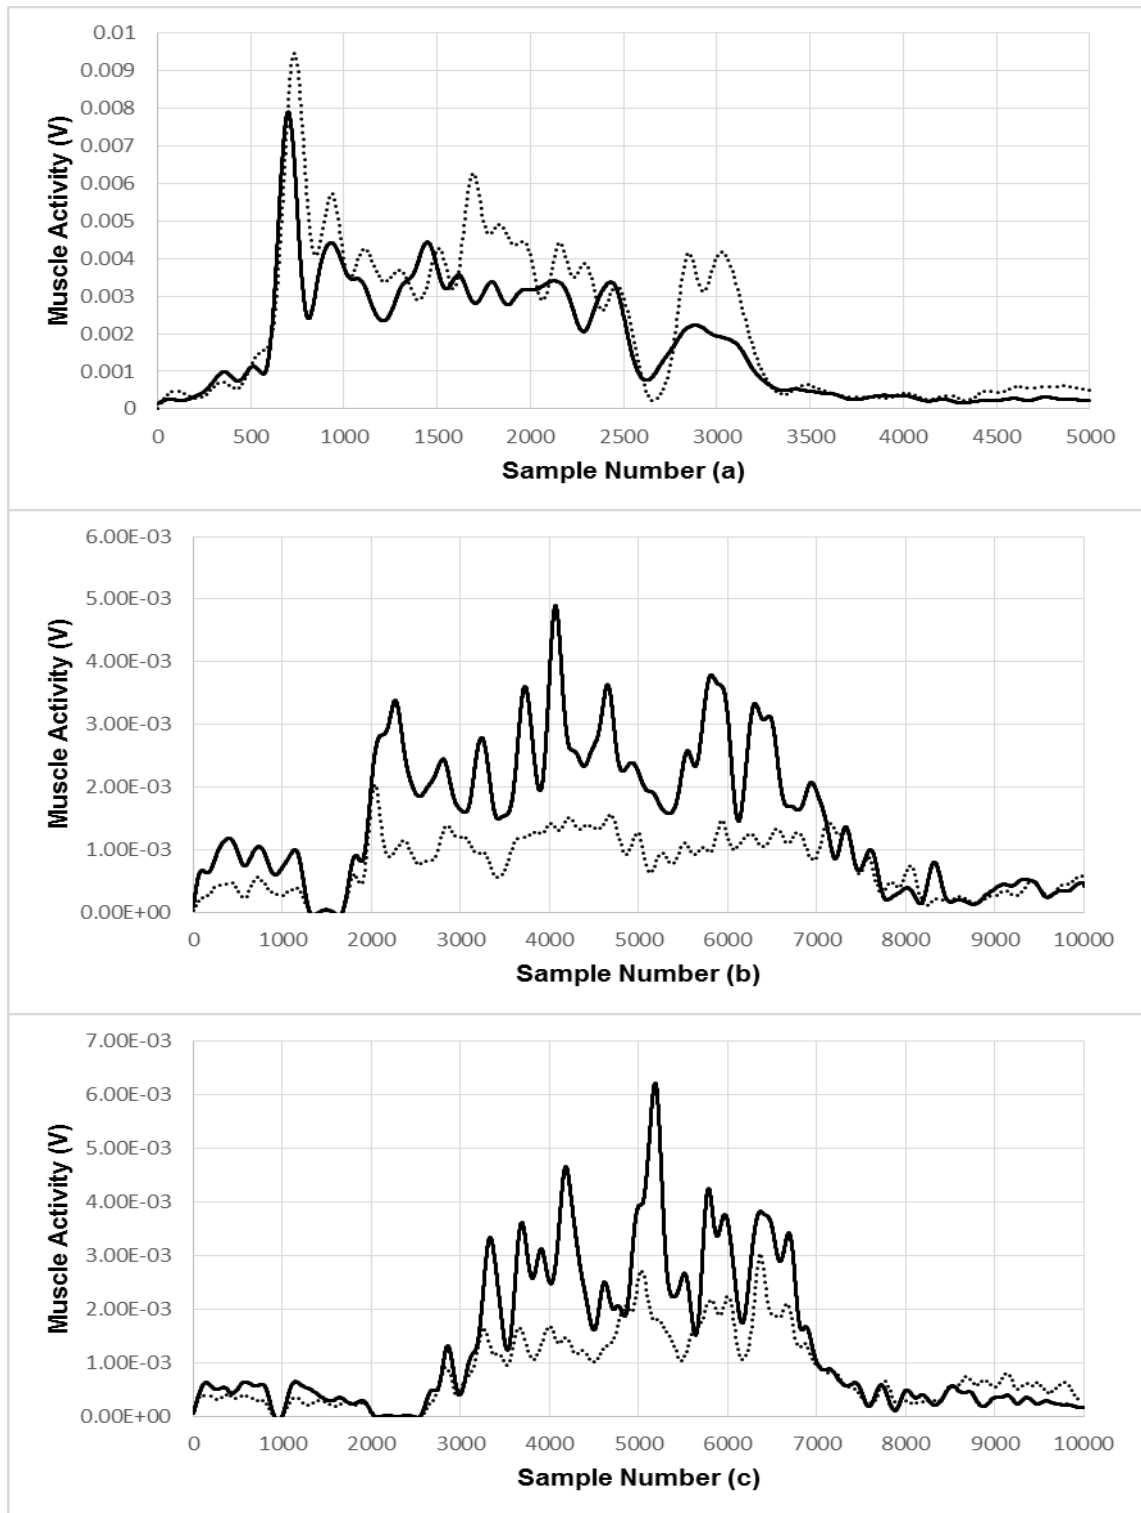 0.01
0.009
0.008
0.007
0.006
0.005
0.004
0.003
0.002
0.001
0
Muscle Activity (V)
0 500 1000 1500 2000 2500 3000 3500 4000 4500 5000
Sample Number (a)
6.00E-03
5.00E-03
4.00E-03
3.00E-03
2.00E-03
1.00E-03
0.00E+00
Muscle Activity (V)
0 1000 2000 3000 4000 5000 6000 7000 8000 9000 10000
Sample Number (b)
7.00E-03
6.00E-03
5.00E-03
4.00E-03
3.00E-03
2.00E-03
1.00E-03
0.00E+00
Muscle Activity (V)
0 1000 2000 3000 4000 5000 6000 7000 8000 9000 10000
Sample Number (c)